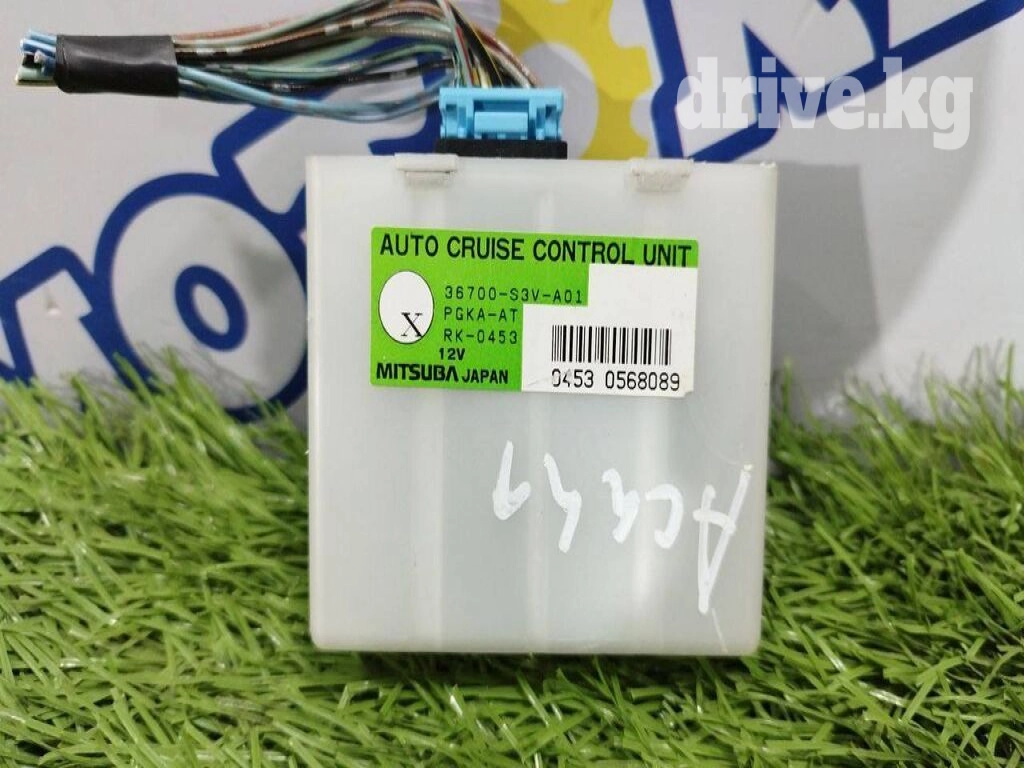 drive.kg
AUTO CRUISE CONTROL UNIT
36700-S3V-A01
X
PGKA-AT
RK-0453
12V
MITSUBA JAPAN
0453 0568089